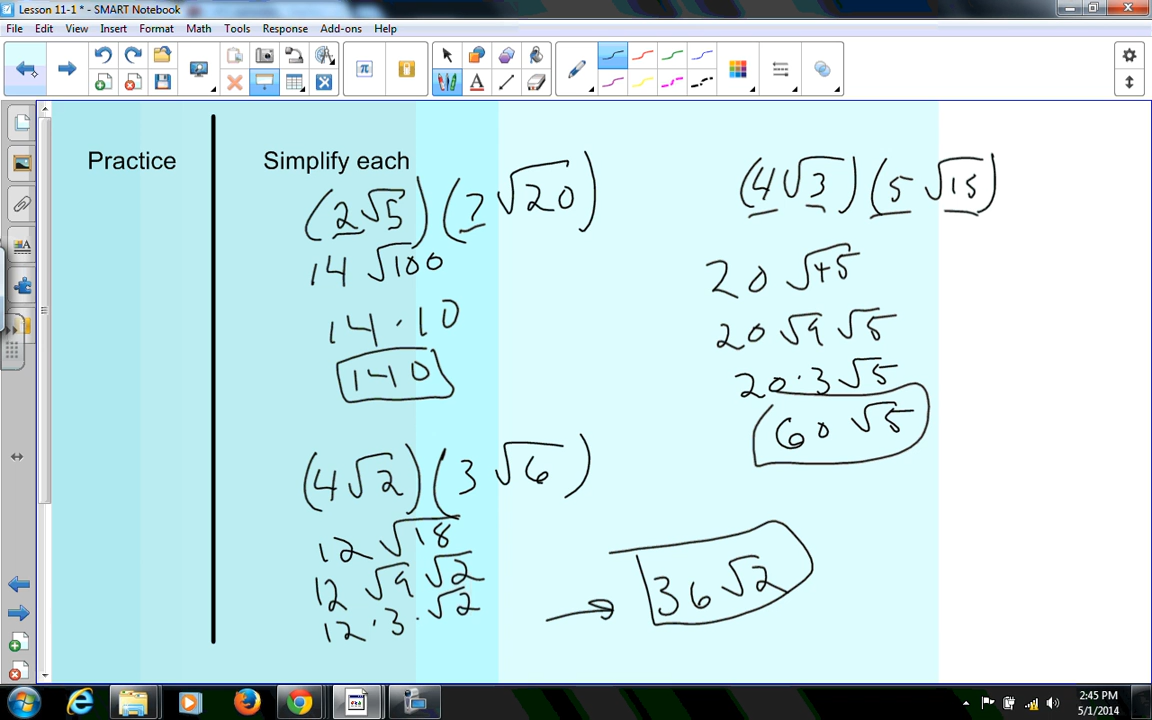 Lesson 11-1 * - SMART Notebook
File Edit View Insert Format Math Tools Response Add-ons Help
Practice
Simplify each
(2√5)(7√20)
14 √100
14 · 10
140
(4√3)(5√15)
20 √45
20 √9 √5
20·3 √5
60 √5
(4√2)(3√6)
12 √18
12 √9 √2
12 · 3 · √2
→ 36√2
2:45 PM
5/1/2014